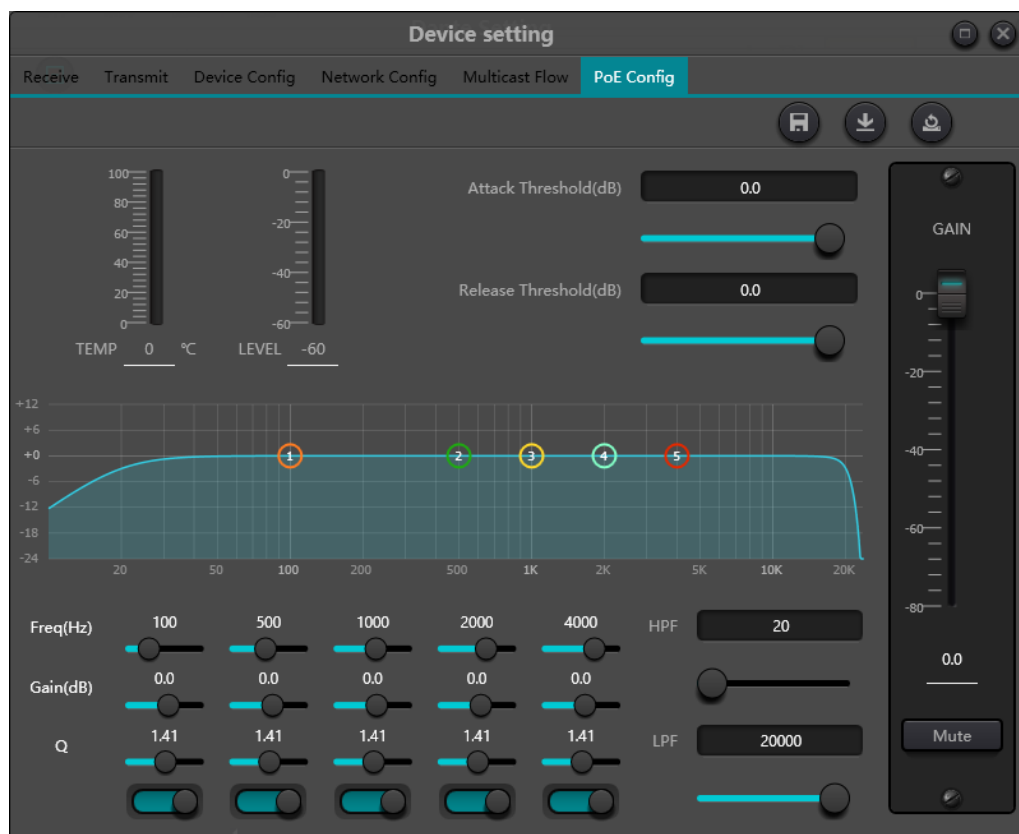 Device setting
Receive Transmit Device Config Network Config Multicast Flow PoE Config
100
80
60
40
20
0
TEMP 0 ℃
0
-20
-40
-60
LEVEL -60
Attack Threshold(dB) 0.0
Release Threshold(dB) 0.0
+12
+6
+0
-6
-12
-18
-24
1 2 3 4 5
20 50 100 200 500 1K 2K 5K 10K 20K
Freq(Hz) 100 500 1000 2000 4000
Gain(dB) 0.0 0.0 0.0 0.0 0.0
Q 1.41 1.41 1.41 1.41 1.41
HPF 20
LPF 20000
GAIN
0
-20
-40
-60
-80
0.0
Mute